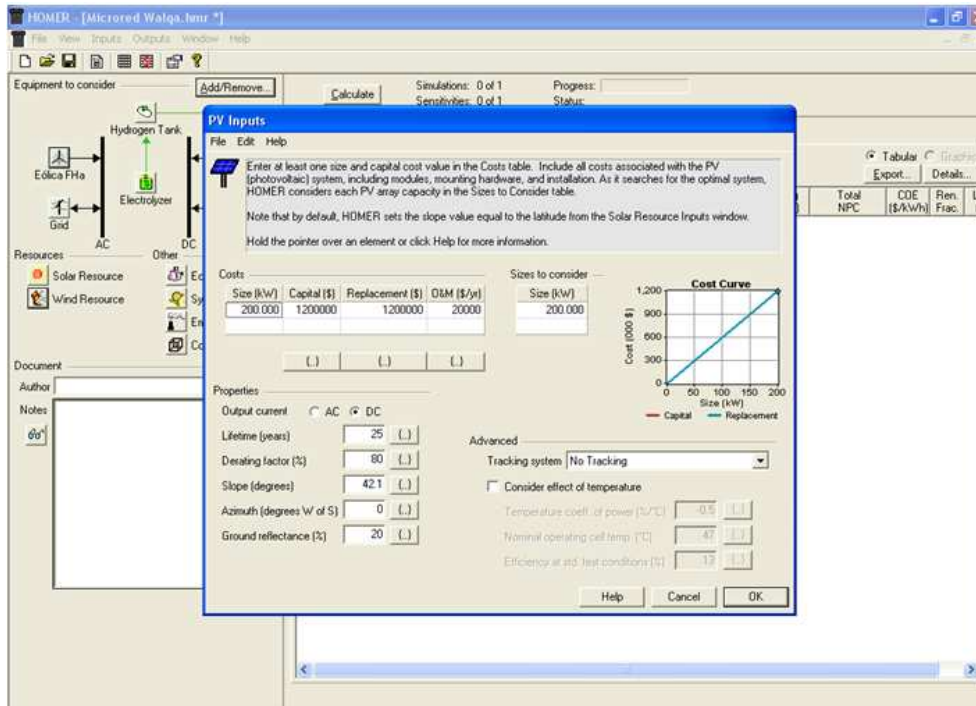 HOMER - [Microred Walqa.hmr *]
File View Inputs Outputs Window Help
Equipment to consider
Add/Remove...
Calculate
Simulations: 0 of 1
Progress:
Sensitivities: 0 of 1
Status:
Hydrogen Tank
Eólica FHa
Electrolyzer
Grid
AC
DC
Resources
Other
Solar Resource
Wind Resource
Document
Author
Notes
Tabular
Export...
Details...
Total NPC
COE ($/kWh)
Ren. Frac.
PV Inputs
File Edit Help
Enter at least one size and capital cost value in the Costs table. Include all costs associated with the PV
(photovoltaic) system, including modules, mounting hardware, and installation. As it searches for the optimal system,
HOMER considers each PV array capacity in the Sizes to Consider table.
Note that by default, HOMER sets the slope value equal to the latitude from the Solar Resource Inputs window.
Hold the pointer over an element or click Help for more information.
Costs
Size (kW) Capital ($) Replacement ($) O&M ($/yr)
200.000 1200000 1200000 20000
{..} {..} {..}
Sizes to consider
Size (kW)
200.000
Cost Curve
Cost (000 $)
1,200
900
600
300
0
0 50 100 150 200
Size (kW)
Capital Replacement
Properties
Output current AC DC
Lifetime (years) 25 {..}
Derating factor (%) 80 {..}
Slope (degrees) 42.1 {..}
Azimuth (degrees W of S) 0 {..}
Ground reflectance (%) 20 {..}
Advanced
Tracking system No Tracking
Consider effect of temperature
Temperature coeff. of power (%/°C) -0.5 {..}
Nominal operating cell temp. (°C) 47 {..}
Efficiency at std. test conditions (%) 13 {..}
Help Cancel OK